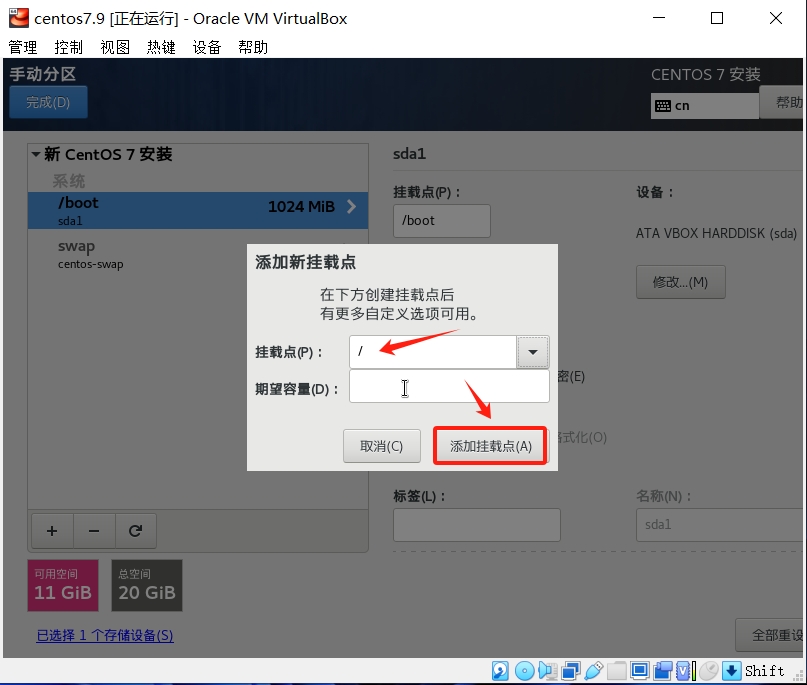 centos7.9 [正在运行] - Oracle VM VirtualBox
管理 控制 视图 热键 设备 帮助
手动分区
CENTOS 7 安装
完成(D)
cn
帮助
新 CentOS 7 安装
系统
/boot
1024 MiB
sda1
swap
centos-swap
sda1
挂载点(P)：
/boot
设备：
ATA VBOX HARDDISK (sda)
修改...(M)
添加新挂载点
在下方创建挂载点后
有更多自定义选项可用。
挂载点(P)：
/
期望容量(D)：
取消(C)
添加挂载点(A)
密(E)
格式化(O)
标签(L)：
名称(N)：
sda1
可用空间
11 GiB
总空间
20 GiB
已选择 1 个存储设备(S)
全部重设
Shift